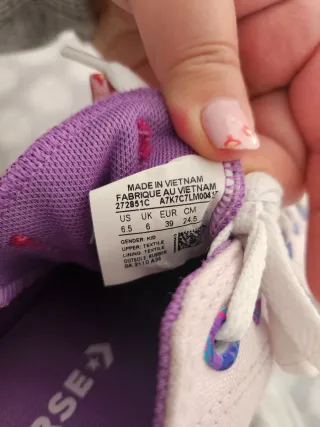 MADE IN VIETNAM
FABRIQUE AU VIETNAM
272851C
US UK EUR CM
6.5 6 39 24.5
GENDER: KID
UPPER: TEXTILE
LINING: TEXTILE
OUTSOLE: RUBBER
ERSE